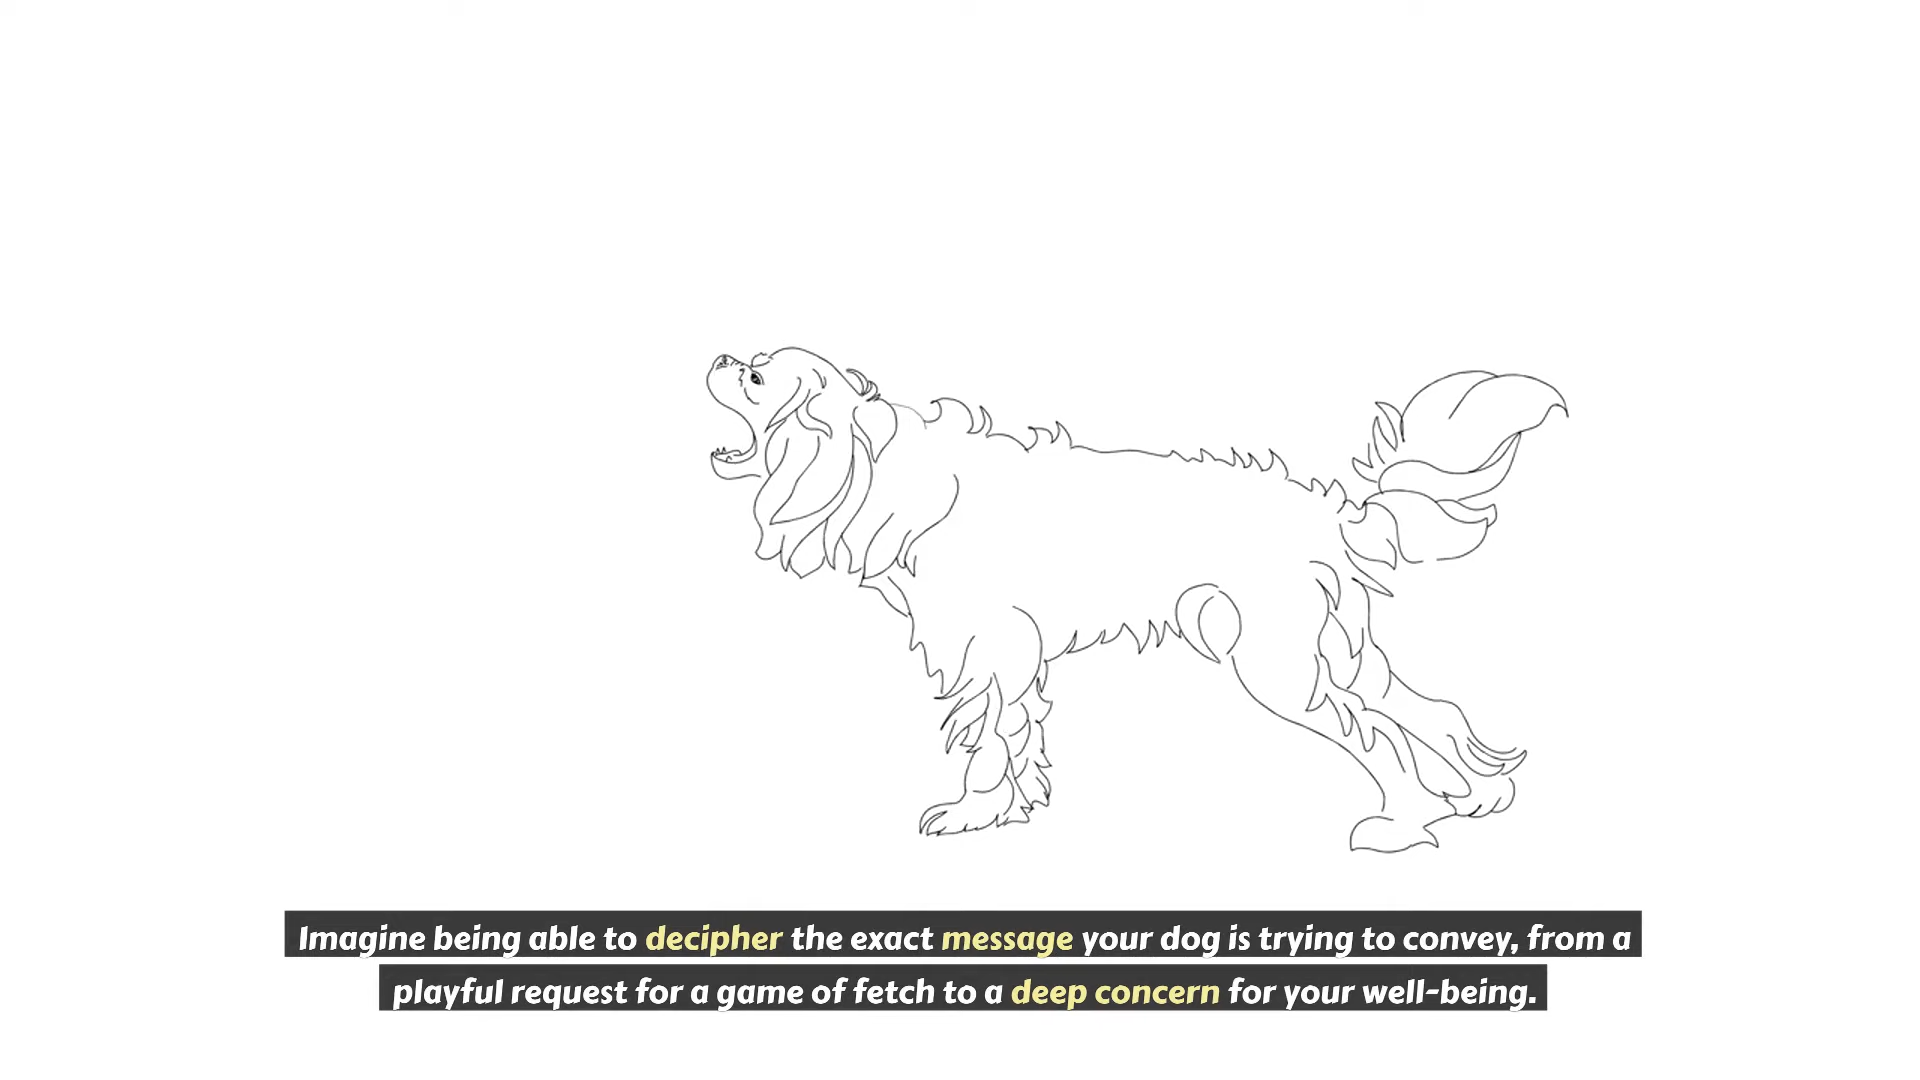 Imagine being able to decipher the exact message your dog is trying to convey, from a
playful request for a game of fetch to a deep concern for your well-being.